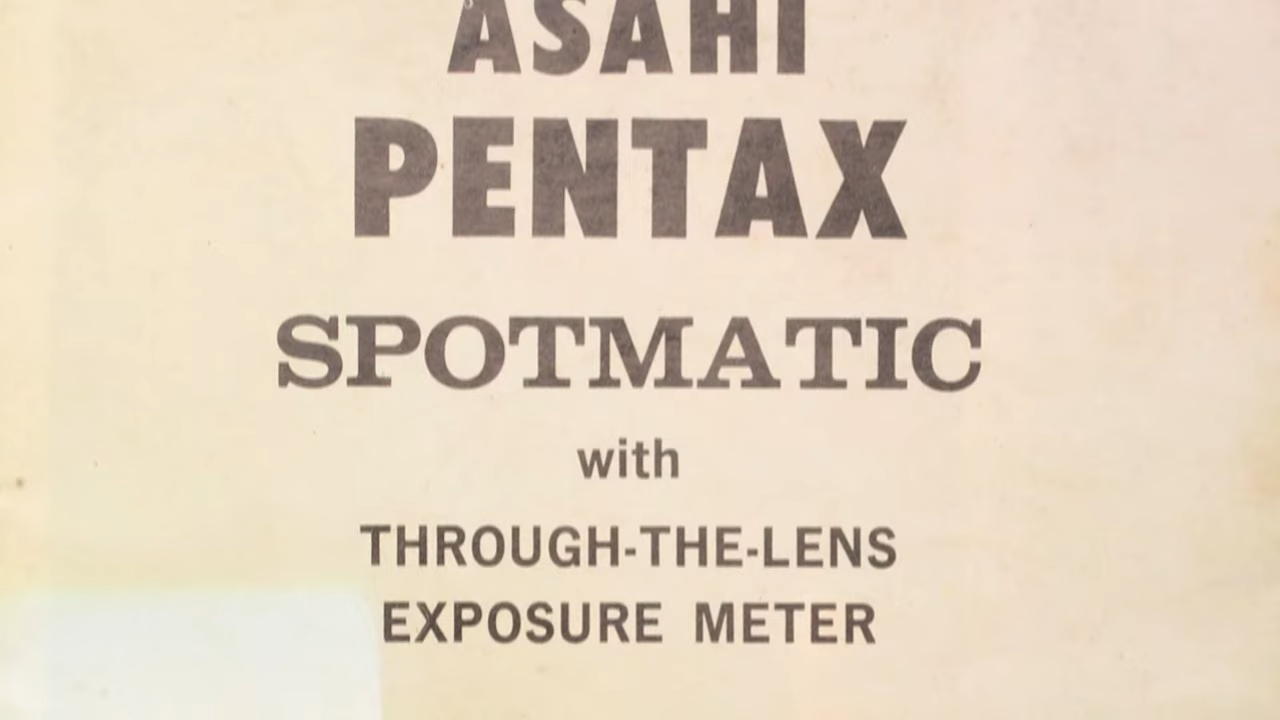 ASAHI
PENTAX
SPOTMATIC
with
THROUGH-THE-LENS
EXPOSURE METER